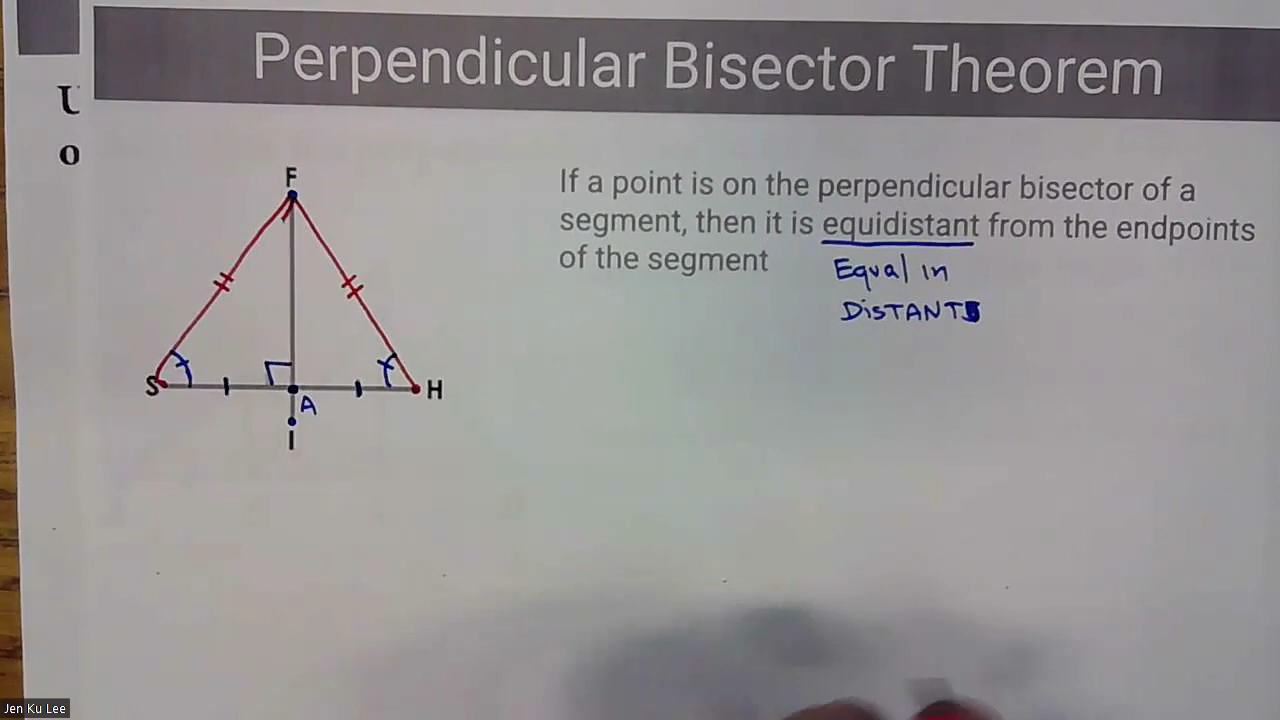 Perpendicular Bisector Theorem
U
o
F
If a point is on the perpendicular bisector of a
segment, then it is equidistant from the endpoints
of the segment
Equal in
DiSTANTS
S
H
A
I
Jen Ku Lee